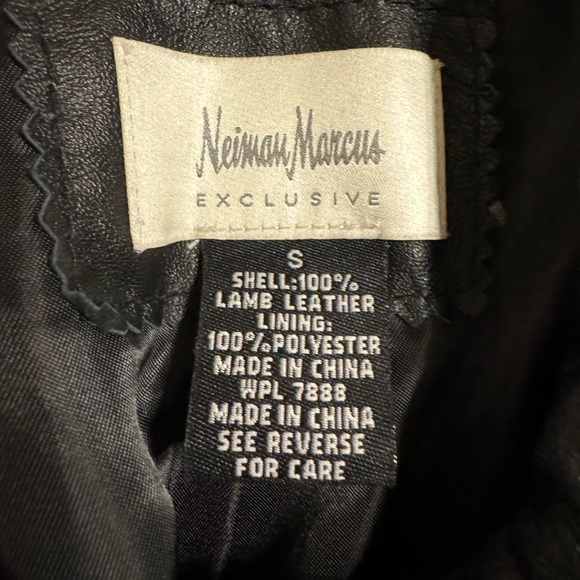 Neiman Marcus
EXCLUSIVE
S
SHELL:100%
LAMB LEATHER
LINING:
100%POLYESTER
MADE IN CHINA
WPL 7888
MADE IN CHINA
SEE REVERSE
FOR CARE